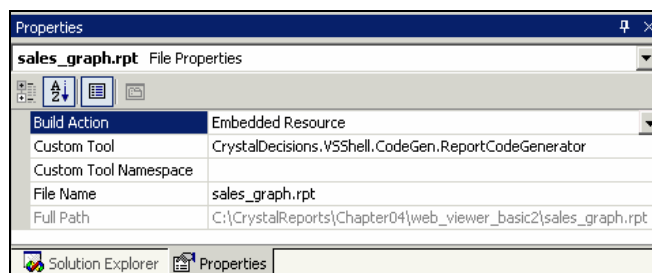 Properties
sales_graph.rpt File Properties
Build Action Embedded Resource
Custom Tool CrystalDecisions.VSShell.CodeGen.ReportCodeGenerator
Custom Tool Namespace
File Name sales_graph.rpt
Full Path C:\CrystalReports\Chapter04\web_viewer_basic2\sales_graph.rpt
Solution Explorer Properties